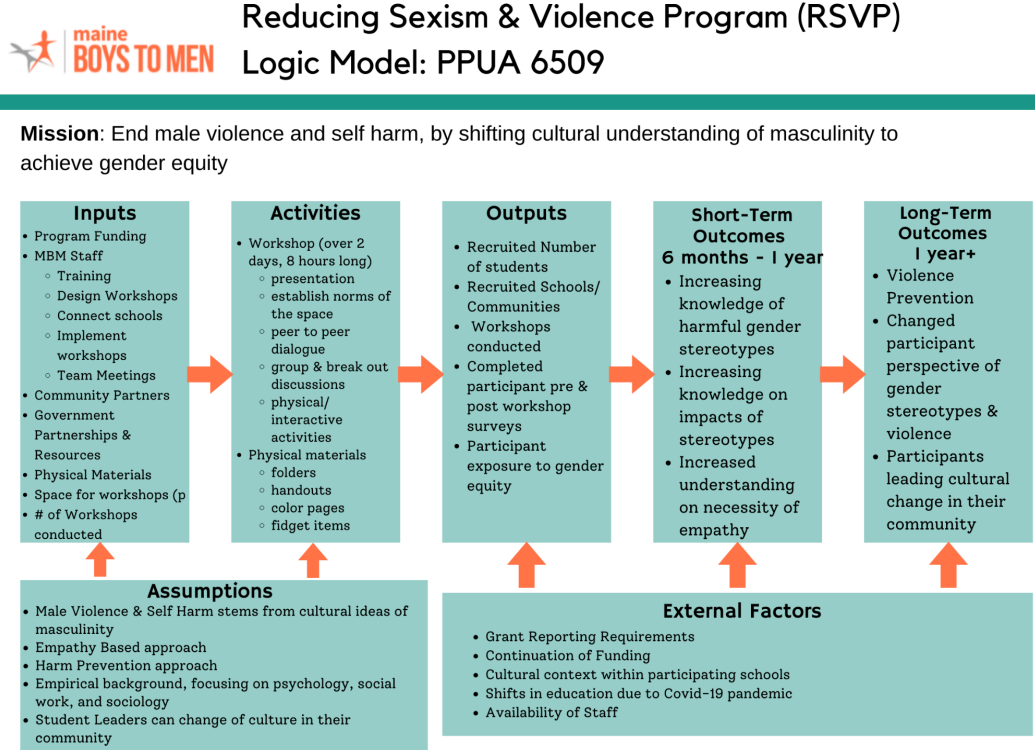 maine
BOYS TO MEN
Reducing Sexism & Violence Program (RSVP)
Logic Model: PPUA 6509
Mission: End male violence and self harm, by shifting cultural understanding of masculinity to
achieve gender equity
Inputs
• Program Funding
• MBM Staff
◦ Training
◦ Design Workshops
◦ Connect schools
◦ Implement
workshops
◦ Team Meetings
• Community Partners
• Government
Partnerships &
Resources
• Physical Materials
• Space for workshops (p
• # of Workshops
conducted
Activities
• Workshop (over 2
days, 8 hours long)
◦ presentation
◦ establish norms of
the space
◦ peer to peer
dialogue
◦ group & break out
discussions
◦ physical/
interactive
activities
• Physical materials
◦ folders
◦ handouts
◦ color pages
◦ fidget items
Outputs
• Recruited Number
of students
• Recruited Schools/
Communities
• Workshops
conducted
• Completed
participant pre &
post workshop
surveys
• Participant
exposure to gender
equity
Short-Term
Outcomes
6 months - 1 year
• Increasing
knowledge of
harmful gender
stereotypes
• Increasing
knowledge on
impacts of
stereotypes
• Increased
understanding
on necessity of
empathy
Long-Term
Outcomes
1 year+
• Violence
Prevention
• Changed
participant
perspective of
gender
stereotypes &
violence
• Participants
leading cultural
change in their
community
Assumptions
• Male Violence & Self Harm stems from cultural ideas of
masculinity
• Empathy Based approach
• Harm Prevention approach
• Empirical background, focusing on psychology, social
work, and sociology
• Student Leaders can change of culture in their
community
External Factors
• Grant Reporting Requirements
• Continuation of Funding
• Cultural context within participating schools
• Shifts in education due to Covid-19 pandemic
• Availability of Staff